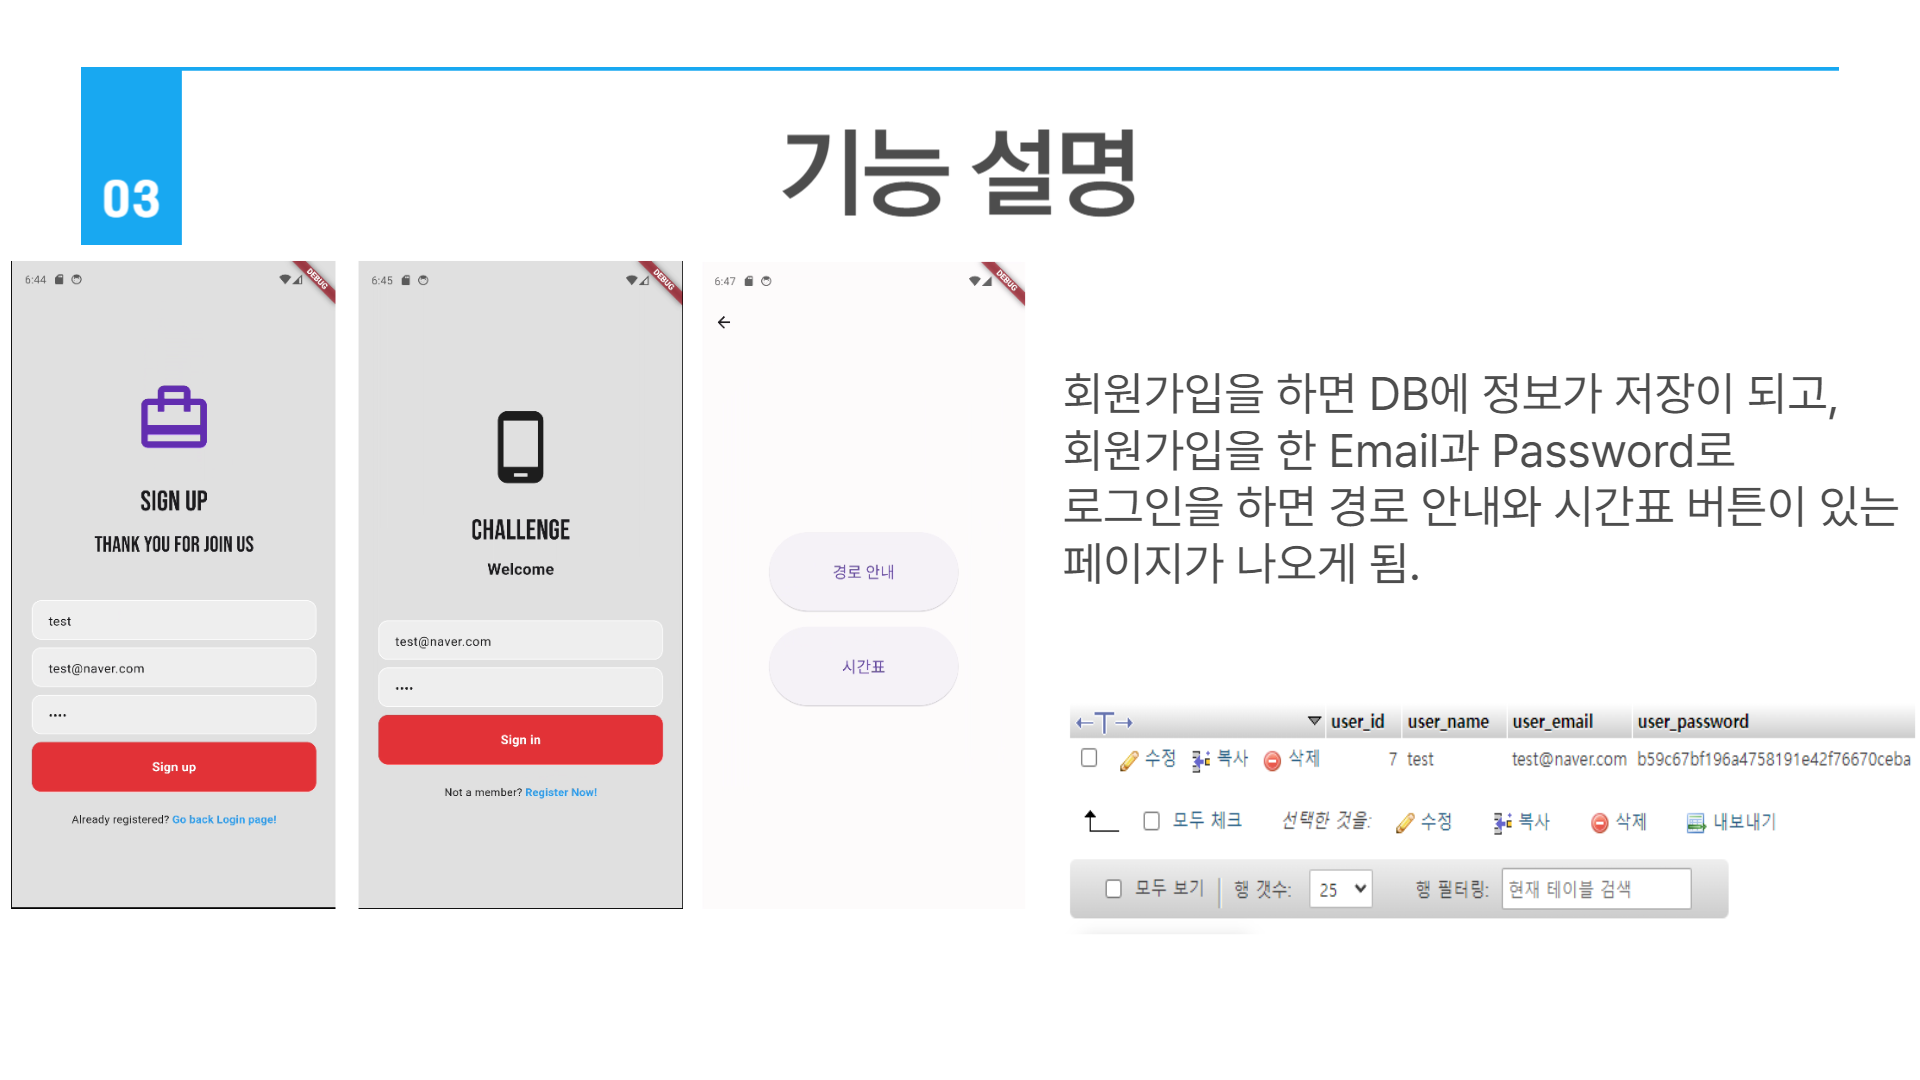 03
기능 설명
6:44
DEBUG
SIGN UP
THANK YOU FOR JOIN US
test
test@naver.com
••••
Sign up
Already registered? Go back Login page!
6:45
DEBUG
CHALLENGE
Welcome
test@naver.com
••••
Sign in
Not a member? Register Now!
6:47
DEBUG
경로 안내
시간표
회원가입을 하면 DB에 정보가 저장이 되고,
회원가입을 한 Email과 Password로
로그인을 하면 경로 안내와 시간표 버튼이 있는
페이지가 나오게 됨.
←T→ user_id user_name user_email user_password
수정 복사 삭제 7 test test@naver.com b59c67bf196a4758191e42f76670ceba
모두 체크 선택한 것을: 수정 복사 삭제 내보내기
모두 보기 행 갯수: 25 행 필터링: 현재 테이블 검색